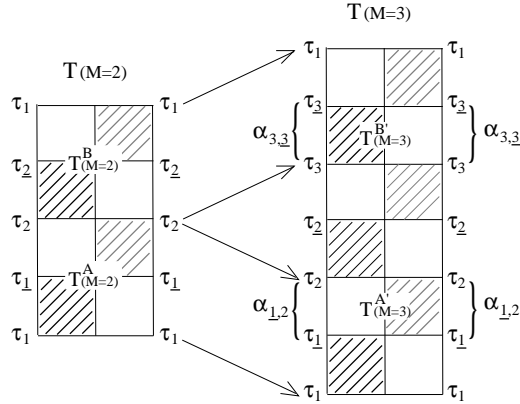 T (M=3)
T (M=2)
τ1 τ1
τ3 τ3
α3,3 T B' (M=3) α3,3
τ3 τ3
τ2 τ2
τ2 τ2
α1,2 T A' (M=3) α1,2
τ1 τ1
τ1 τ1
τ1 τ1
τ2 T B (M=2) τ2
τ2 τ2
τ1 T A (M=2) τ1
τ1 τ1